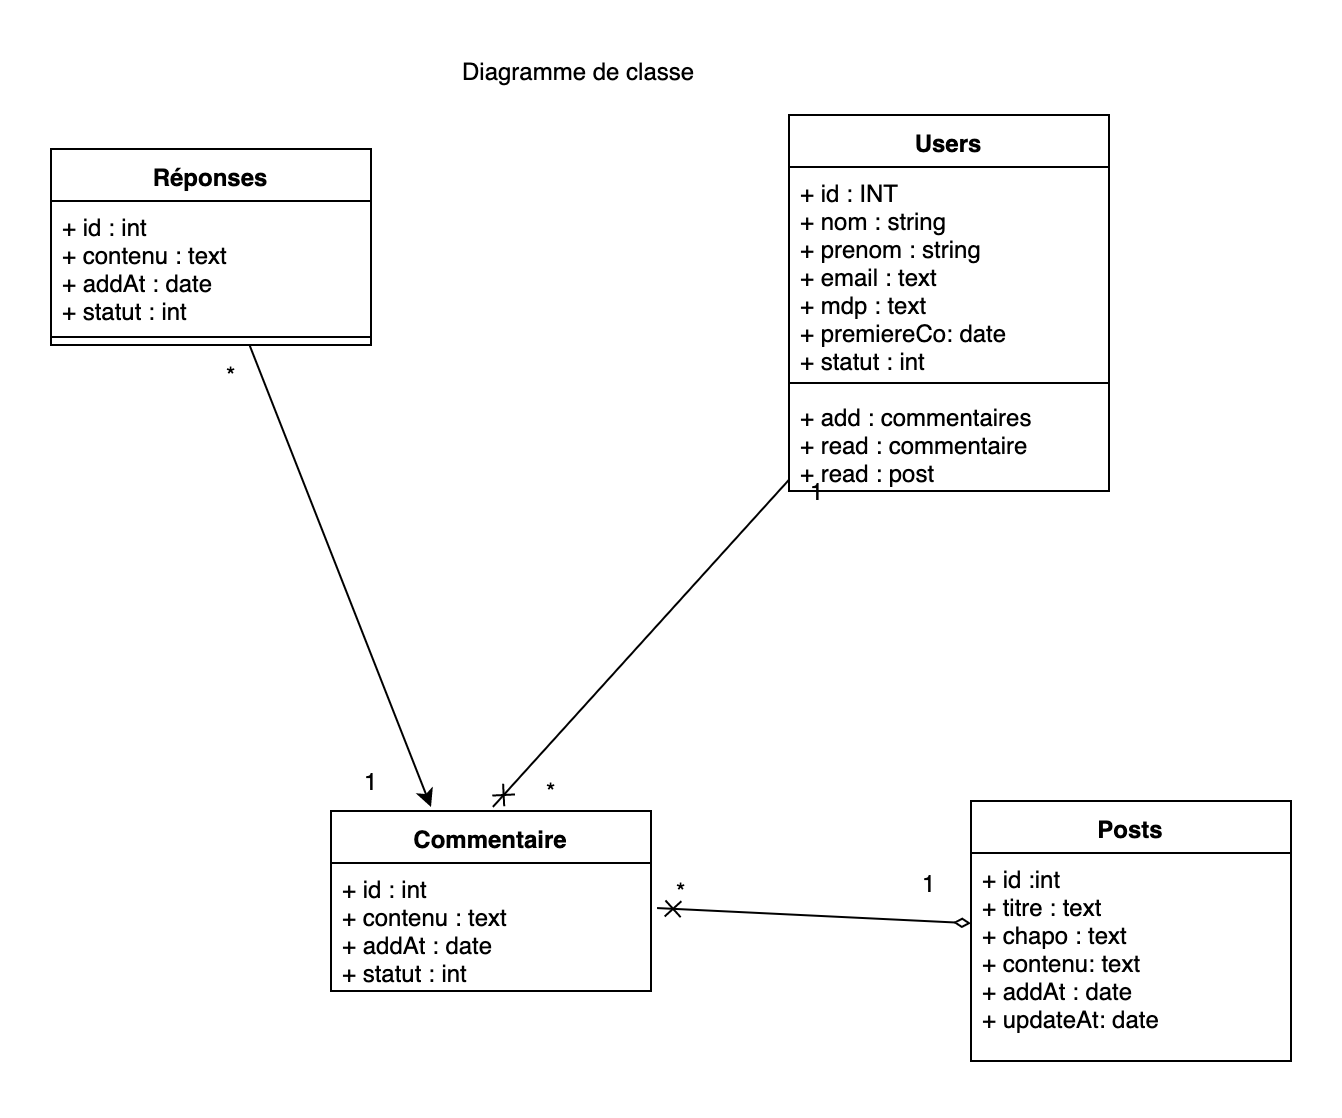 Diagramme de classe
Réponses
+ id : int
+ contenu : text
+ addAt : date
+ statut : int
*
Users
+ id : INT
+ nom : string
+ prenom : string
+ email : text
+ mdp : text
+ premiereCo: date
+ statut : int
+ add : commentaires
+ read : commentaire
+ read : post
1
1
*
Commentaire
+ id : int
+ contenu : text
+ addAt : date
+ statut : int
*
1
Posts
+ id :int
+ titre : text
+ chapo : text
+ contenu: text
+ addAt : date
+ updateAt: date